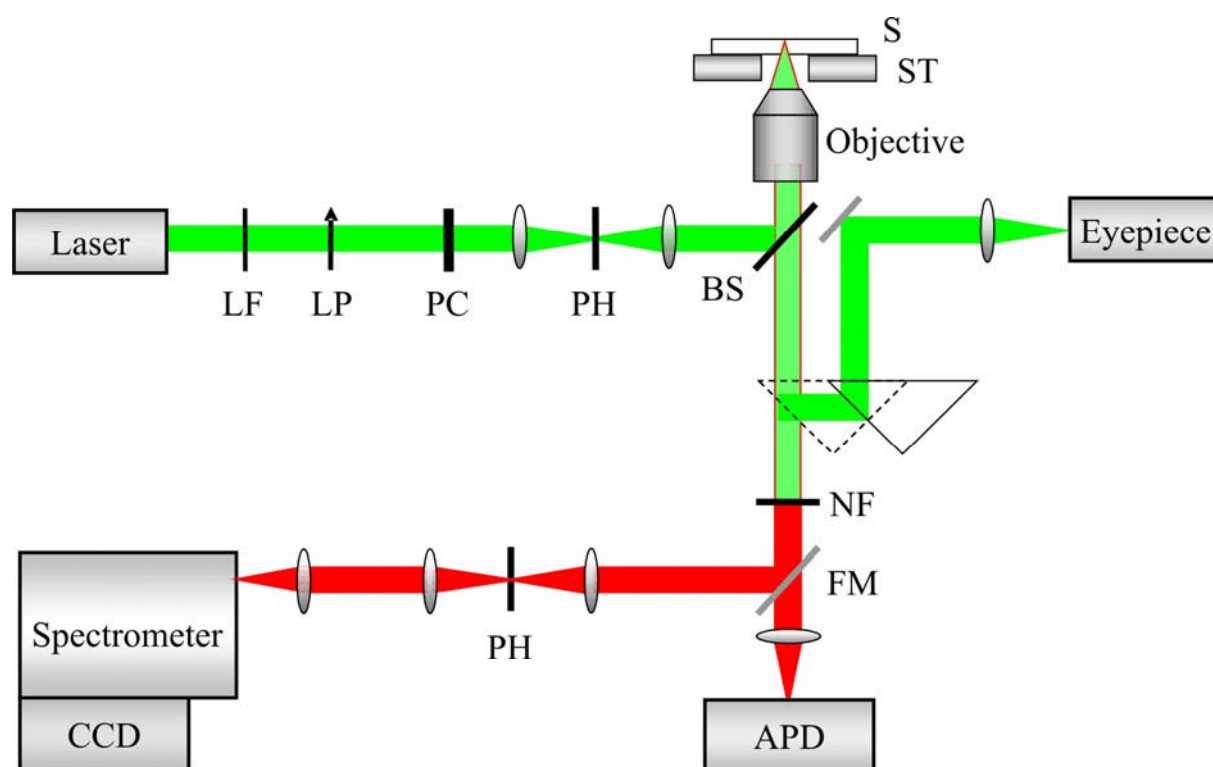 S
ST
Objective
Laser
Eyepiece
LF
LP
PC
PH
BS
NF
FM
Spectrometer
PH
CCD
APD